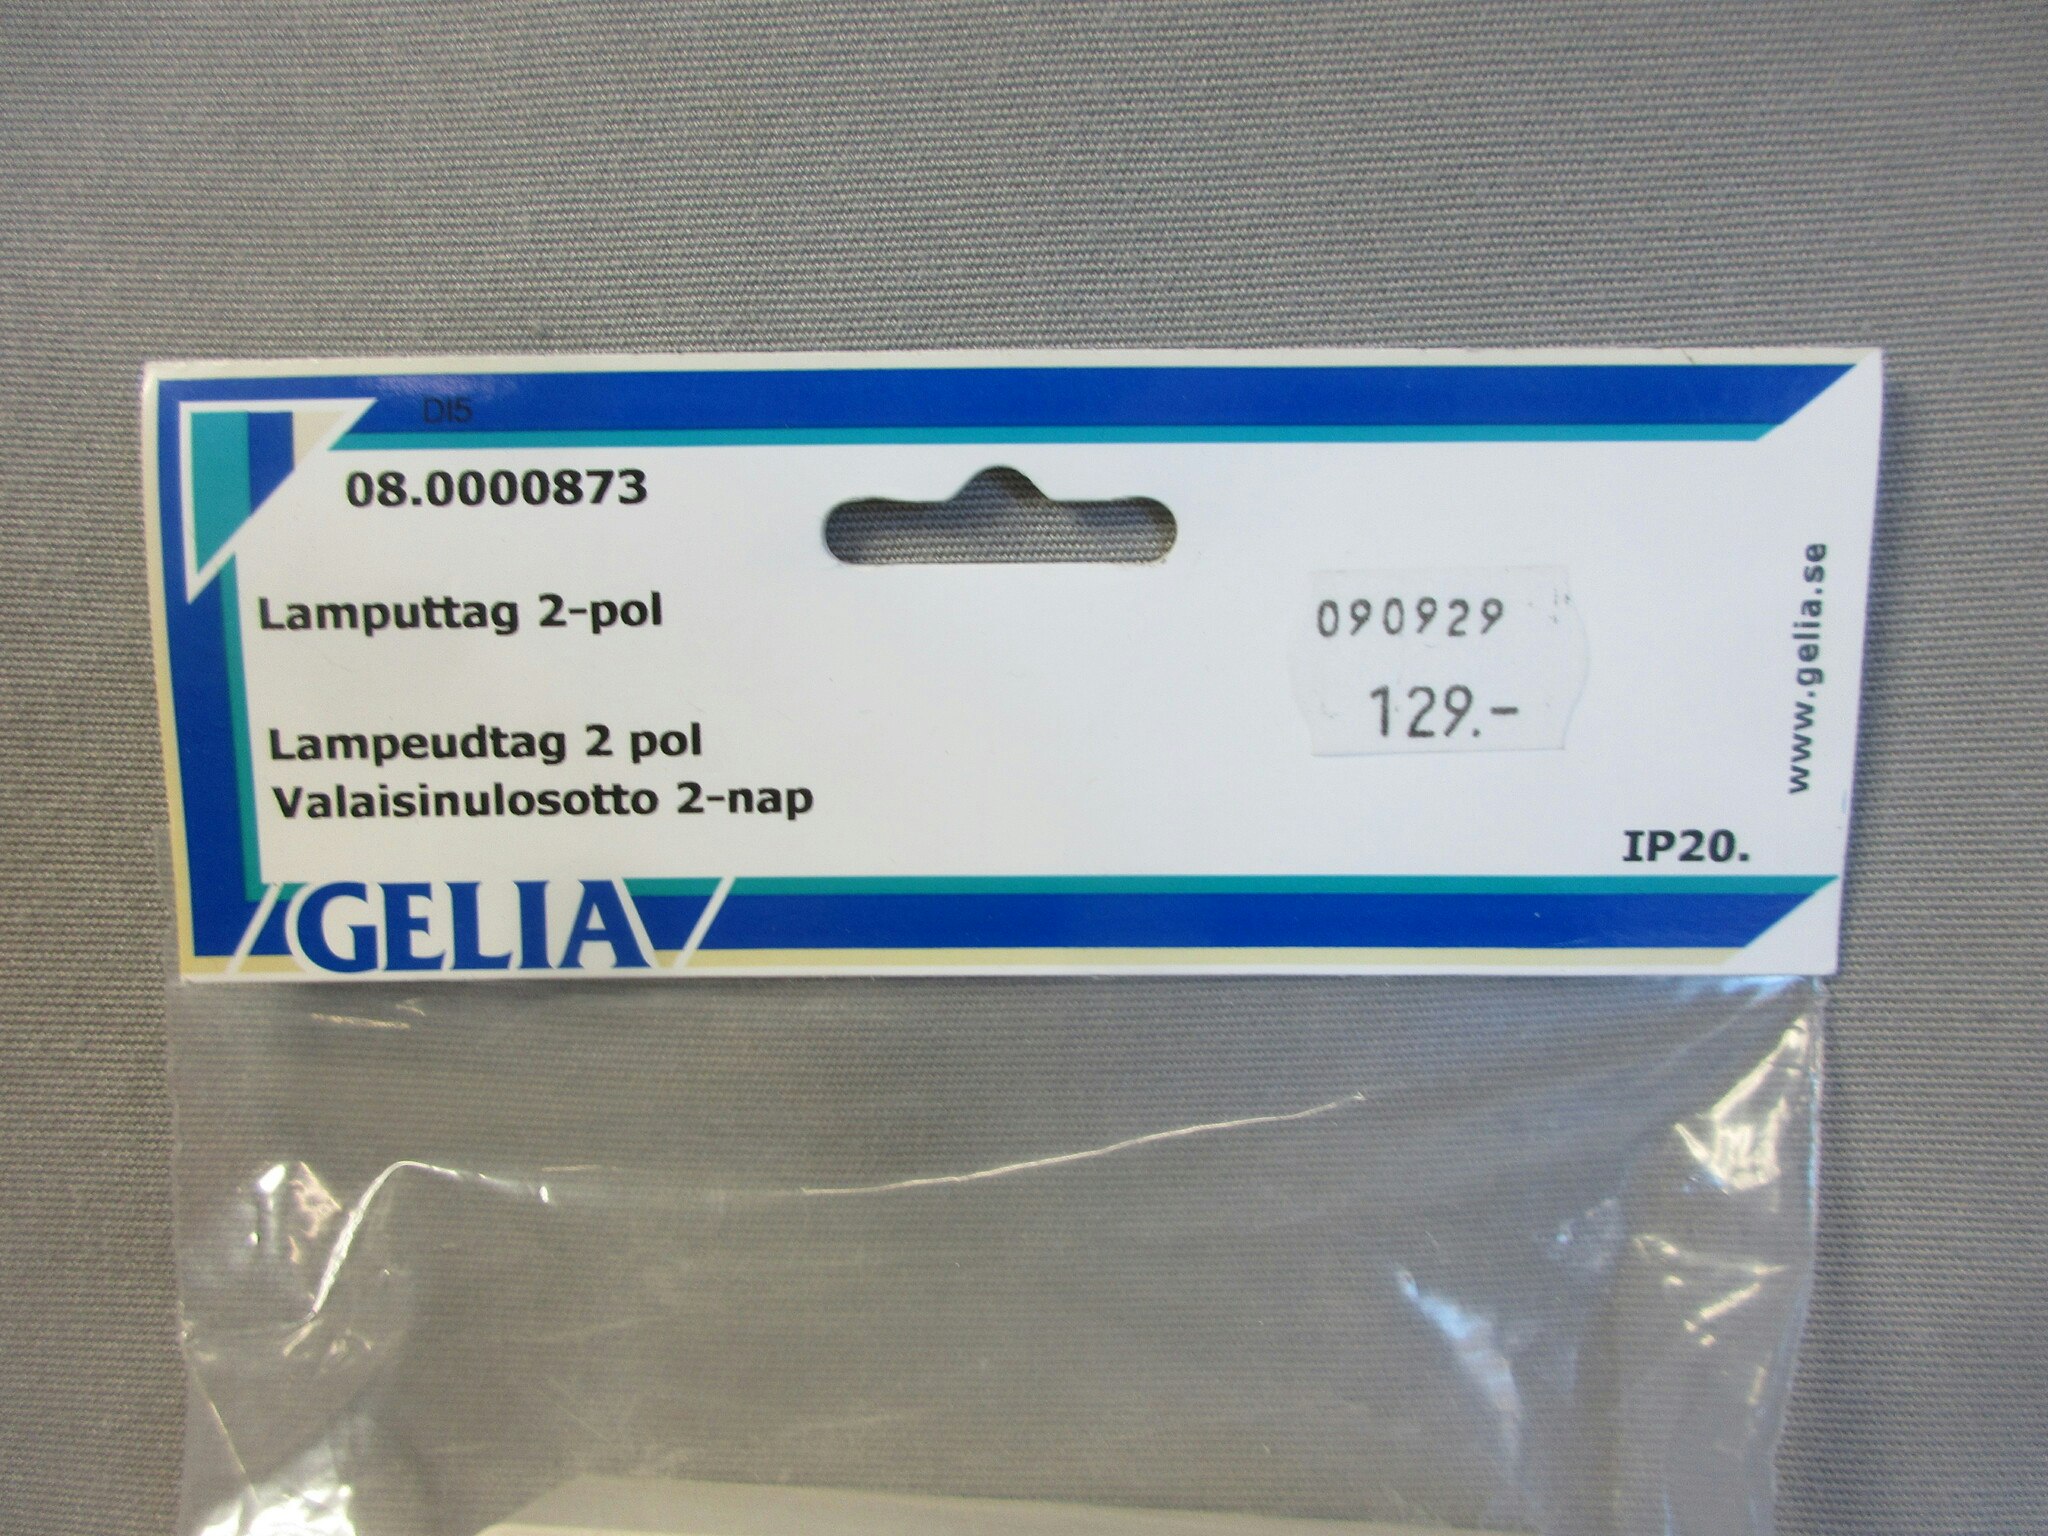 DI5
08.0000873
Lamputtag 2-pol
090929
129.-
Lampeudtag 2 pol
Valaisinulosotto 2-nap
www.gelia.se
IP20.
GELIA